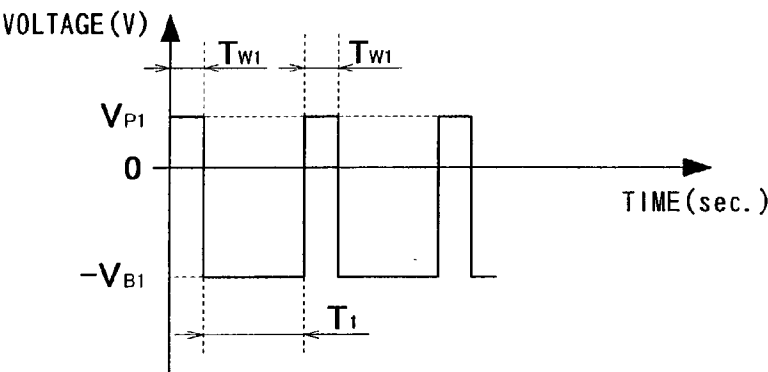 VOLTAGE(V)
TW1 TW1
VP1
0
TIME(sec.)
-VB1
T1